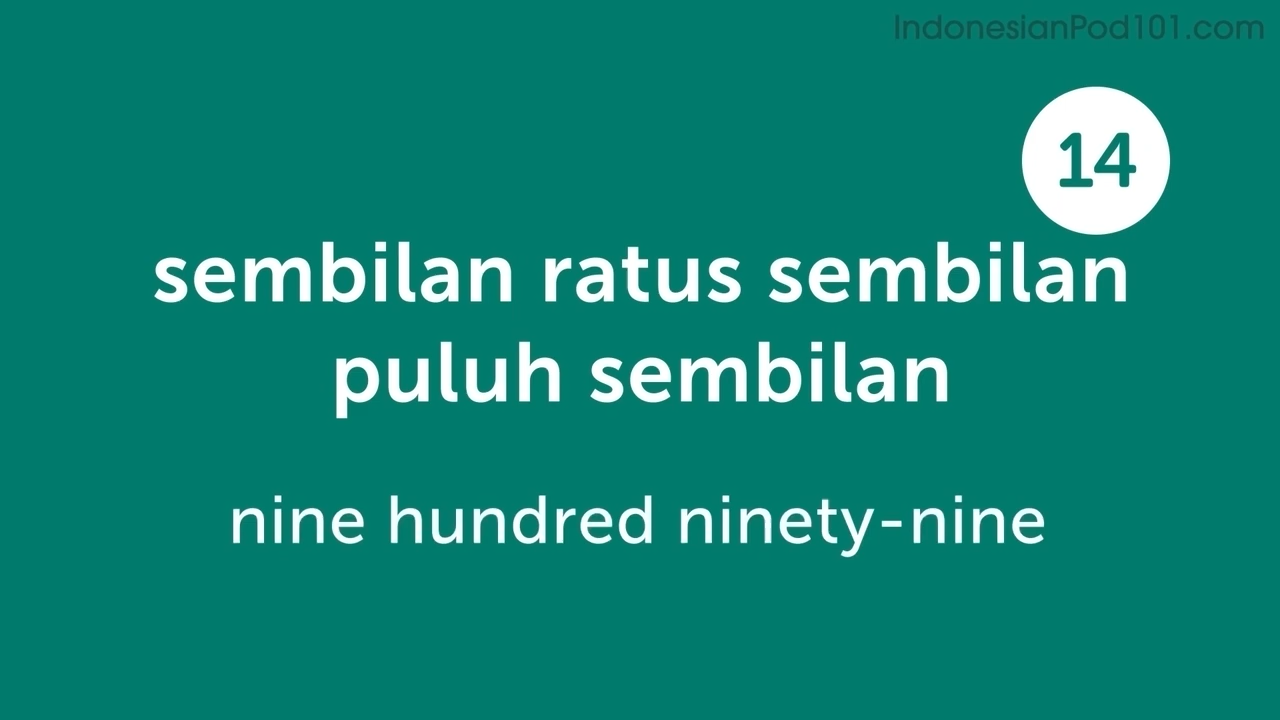 IndonesianPod101.com
14
sembilan ratus sembilan
puluh sembilan
nine hundred ninety-nine